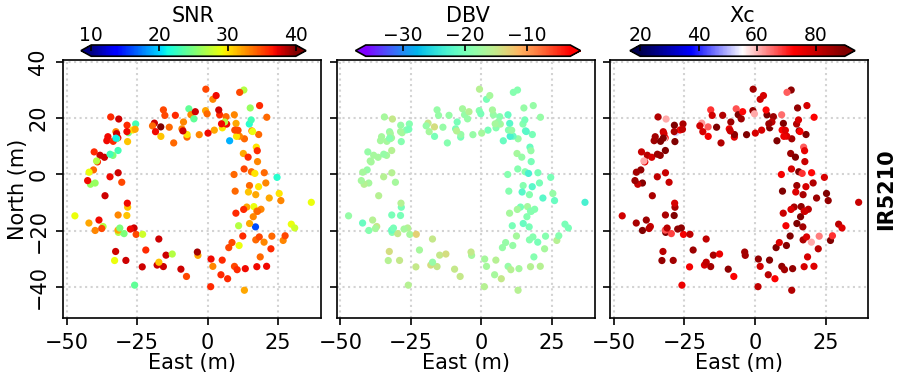 SNR
DBV
Xc
10 20 30 40
−30 −20 −10
20 40 60 80
North (m)
40
20
0
−20
−40
−50 −25 0 25
−50 −25 0 25
−50 −25 0 25
East (m)
East (m)
East (m)
IR5210